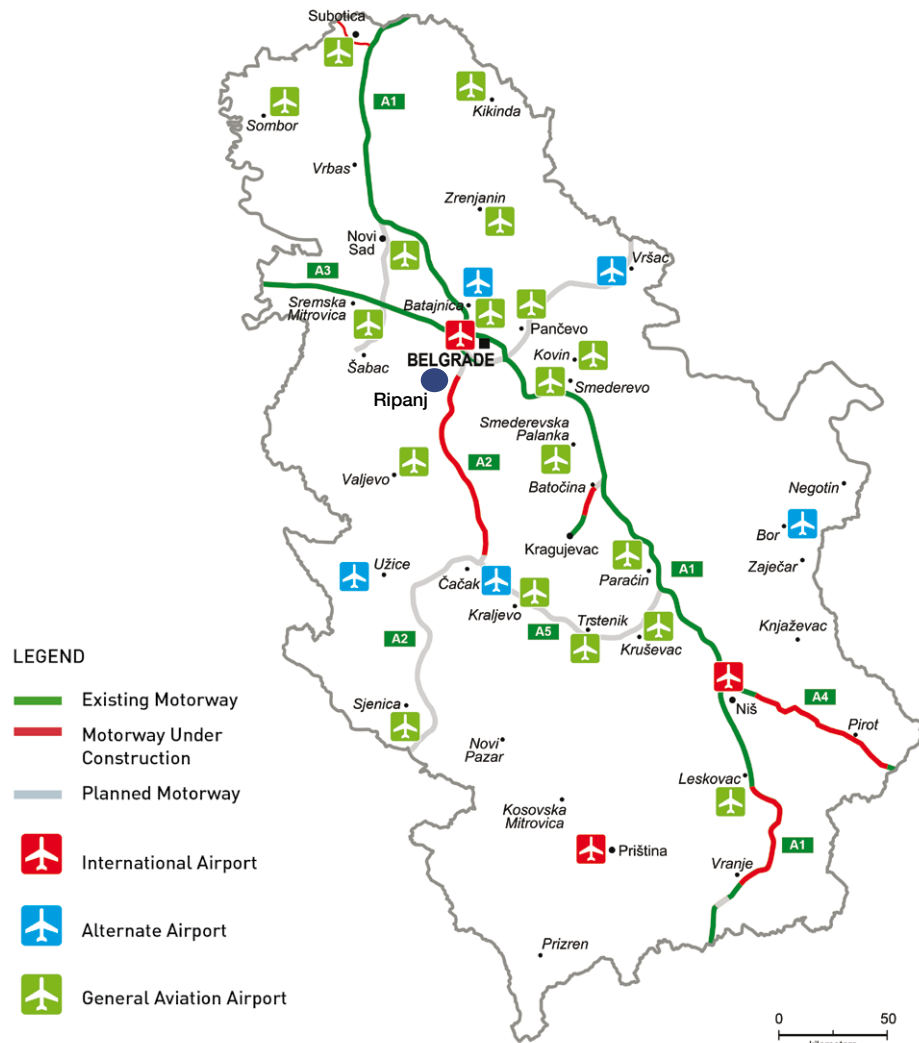 Subotica
A1
Sombor
Kikinda
Vrbas
Zrenjanin
Novi
Sad
A3
Vršac
Sremska
Mitrovica
Batajnica
Pančevo
BELGRADE
Kovin
Šabac
Smederevo
Ripanj
Smederevska
Palanka
A2
Valjevo
Batočina
Negotin
Bor
Kragujevac
Zaječar
Užice
Čačak
Paraćin
A1
Kraljevo
Trstenik
A5
Kruševac
Knjaževac
A2
LEGEND
Existing Motorway
Motorway Under
Construction
Planned Motorway
International Airport
Alternate Airport
General Aviation Airport
Sjenica
Novi
Pazar
Niš
A4
Pirot
Leskovac
Kosovska
Mitrovica
Priština
A1
Vranje
Prizren
0 50